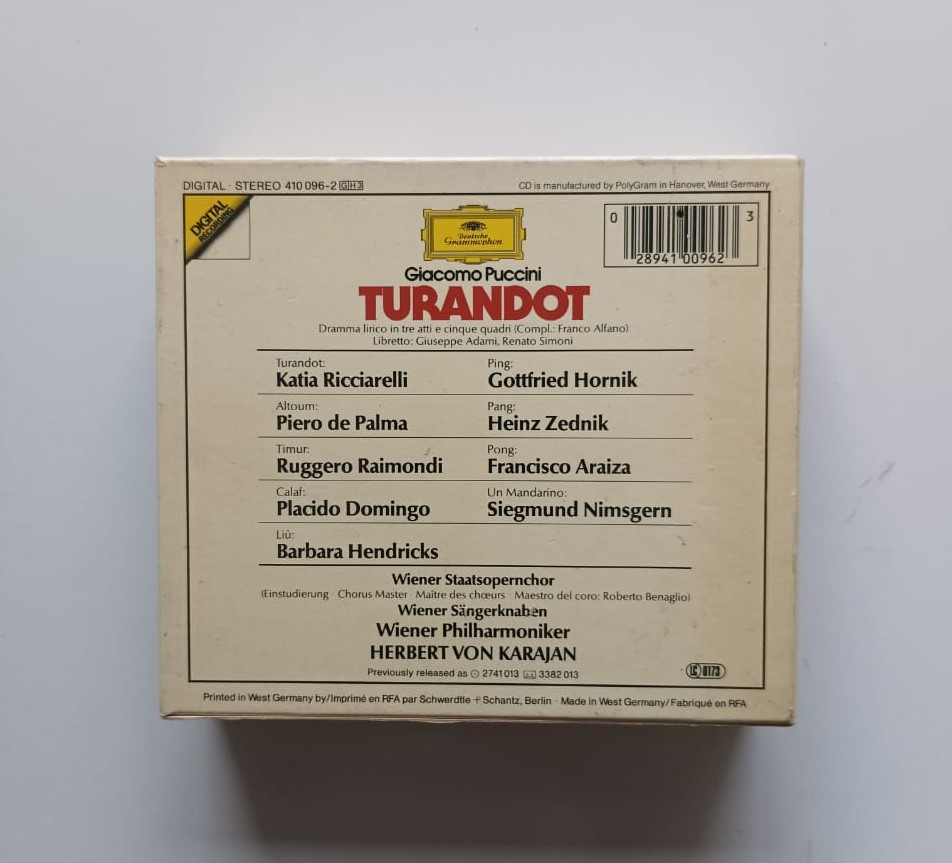 DIGITAL · STEREO 410 096-2 GH3
CD is manufactured by PolyGram in Hanover, West Germany
DIGITAL
RECORDING
Deutsche
Grammophon
0 28941 00962 3
Giacomo Puccini
TURANDOT
Dramma lirico in tre atti e cinque quadri (Compl.: Franco Alfano)
Libretto: Giuseppe Adami, Renato Simoni
Turandot:
Katia Ricciarelli
Ping:
Gottfried Hornik
Altoum:
Piero de Palma
Pang:
Heinz Zednik
Timur:
Ruggero Raimondi
Pong:
Francisco Araiza
Calaf:
Placido Domingo
Un Mandarino:
Siegmund Nimsgern
Liù:
Barbara Hendricks
Wiener Staatsopernchor
(Einstudierung · Chorus Master · Maître des chœurs · Maestro del coro: Roberto Benaglio)
Wiener Sängerknaben
Wiener Philharmoniker
HERBERT VON KARAJAN
Previously released as 2741 013 3382 013
LC 0173
Printed in West Germany by/Imprimé en RFA par Schwerdtle + Schantz, Berlin · Made in West Germany/Fabriqué en RFA